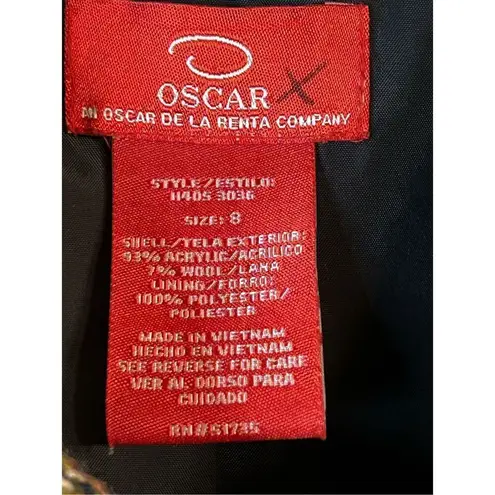 OSCAR X
AN OSCAR DE LA RENTA COMPANY
STYLE/ESTILO:
H40S 3036
SIZE: 8
SHELL/TELA EXTERIOR:
93% ACRYLIC/ACRILICO
7% WOOL/LANA
LINING/FORRO:
100% POLYESTER/
POLIESTER
MADE IN VIETNAM
HECHO EN VIETNAM
SEE REVERSE FOR CARE
VER AL DORSO PARA
CUIDADO
RN#51735